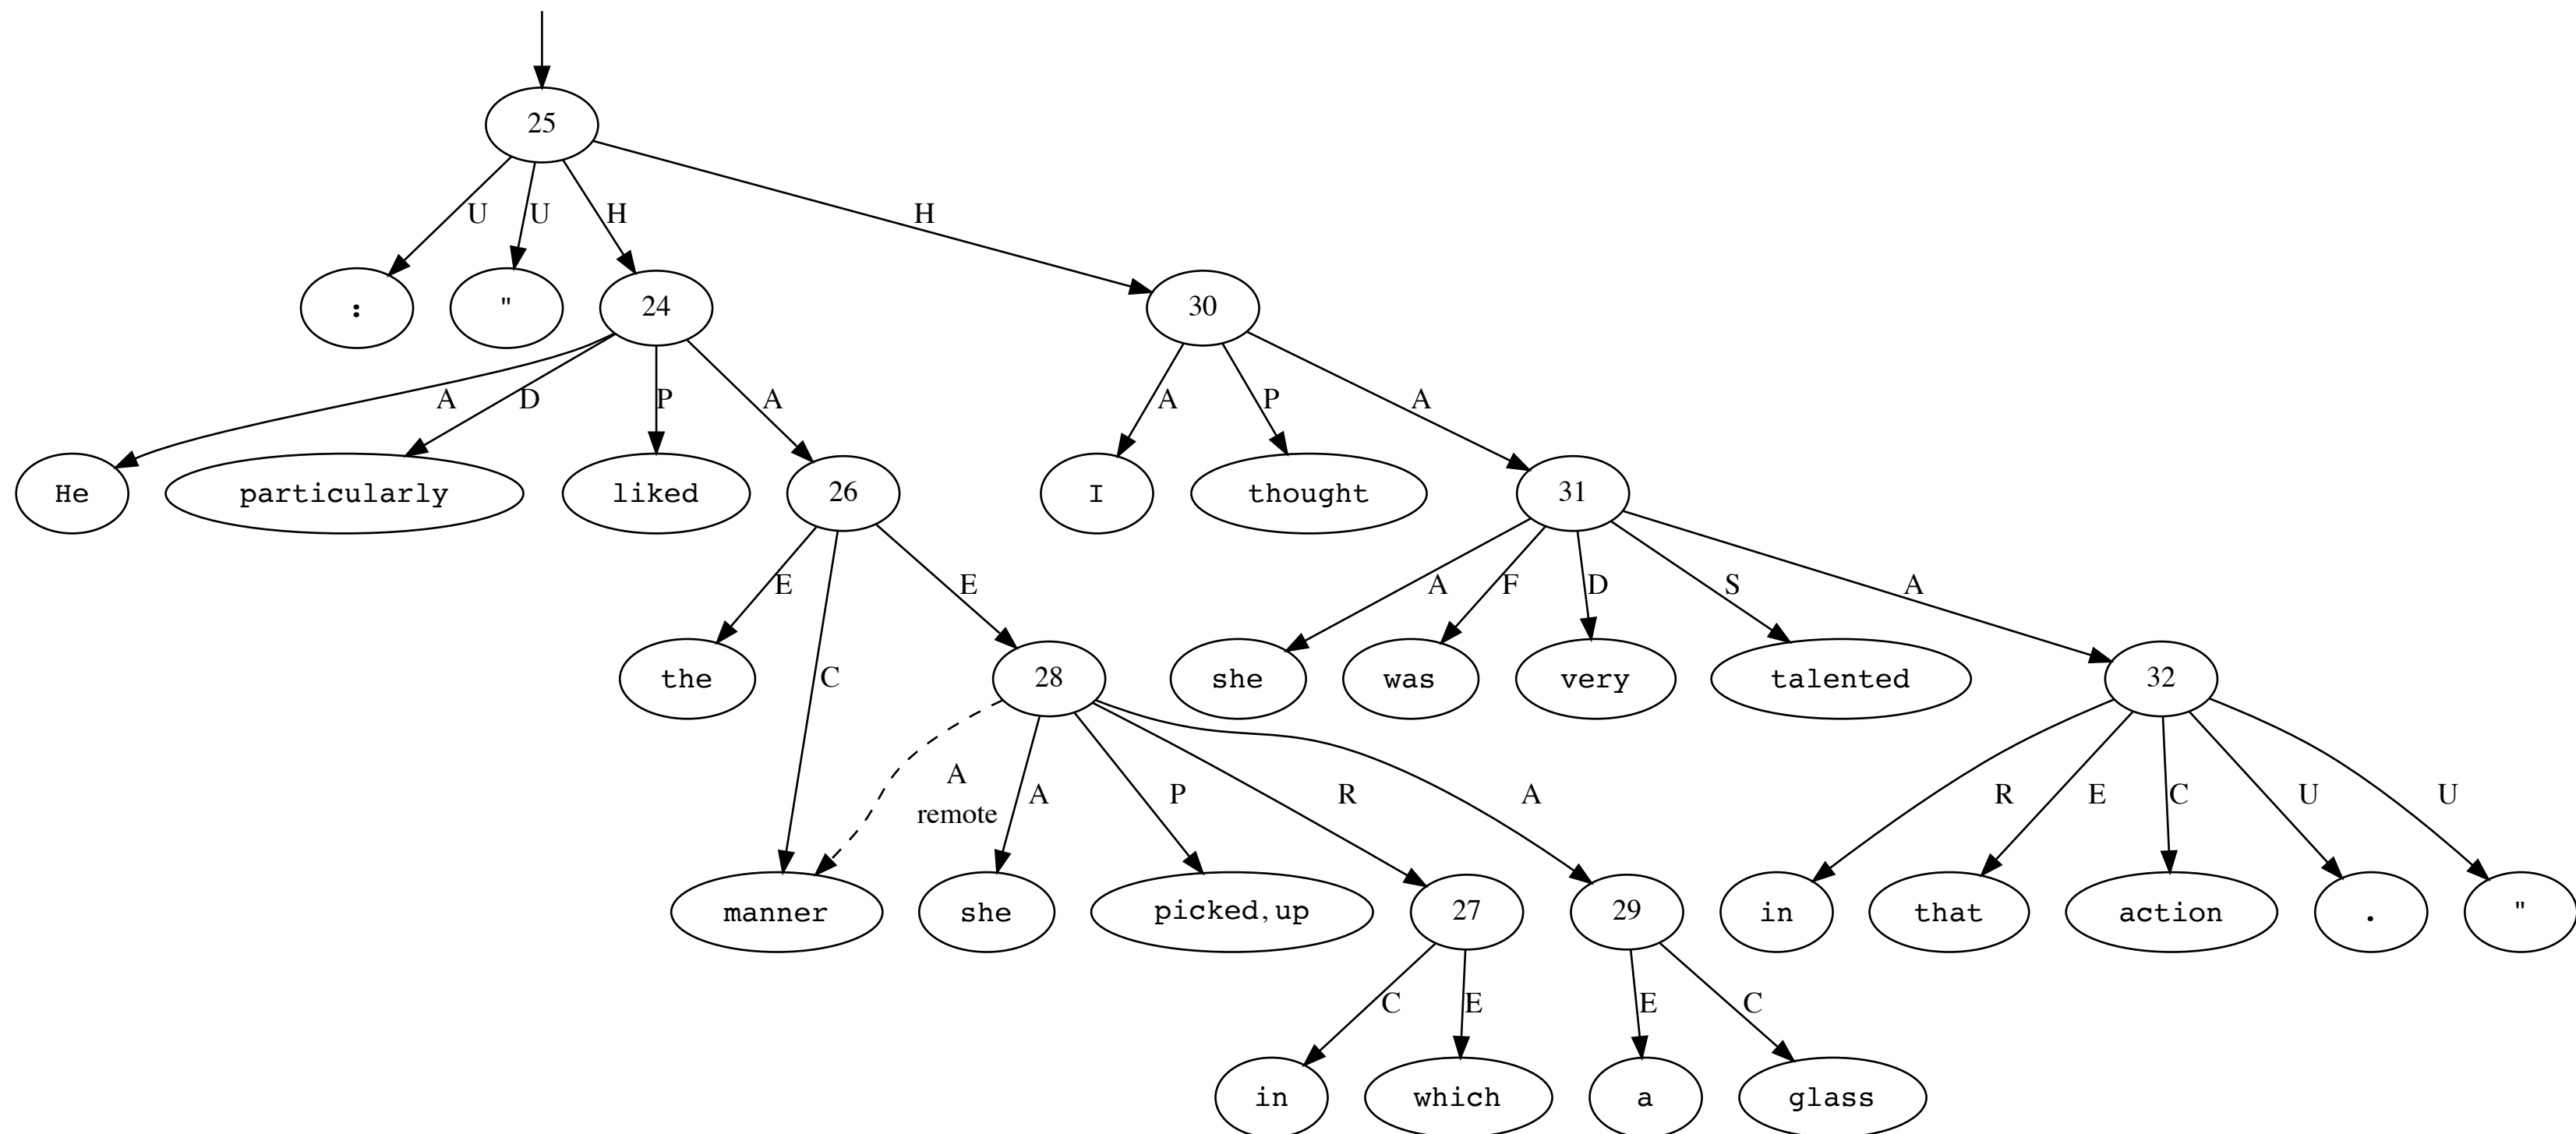 25
U U H H
: " 24 30
A D P A A P A
He particularly liked 26 I thought 31
E C E A F D S A
the 28 she was very talented 32
A remote A P R A R E C U U
manner she picked,up 27 29 in that action . "
C E E C
in which a glass